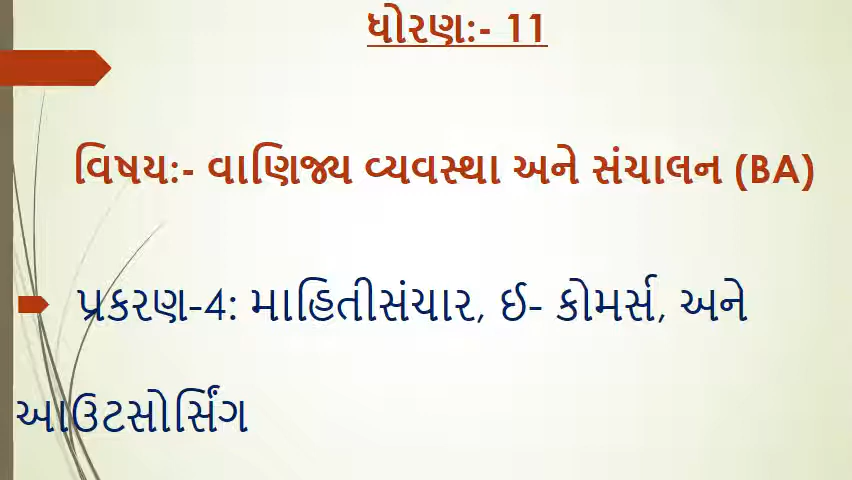 ધોરણઃ- 11
વિષયઃ- વાણિજ્ય વ્યવસ્થા અને સંચાલન (BA)
પ્રકરણ-4: માહિતીસંચાર, ઈ- કોમર્સ, અને
આઉટસોર્સિંગ